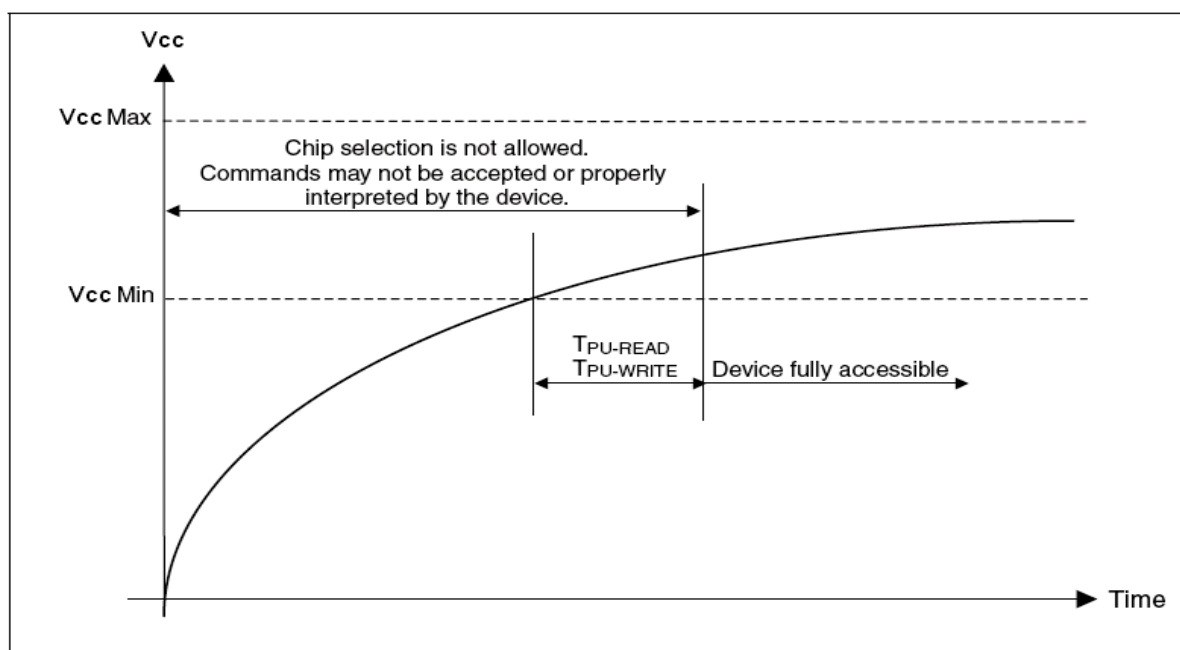 Vcc
Vcc Max
Chip selection is not allowed.
Commands may not be accepted or properly
interpreted by the device.
Vcc Min
TPU-READ
TPU-WRITE
Device fully accessible
Time